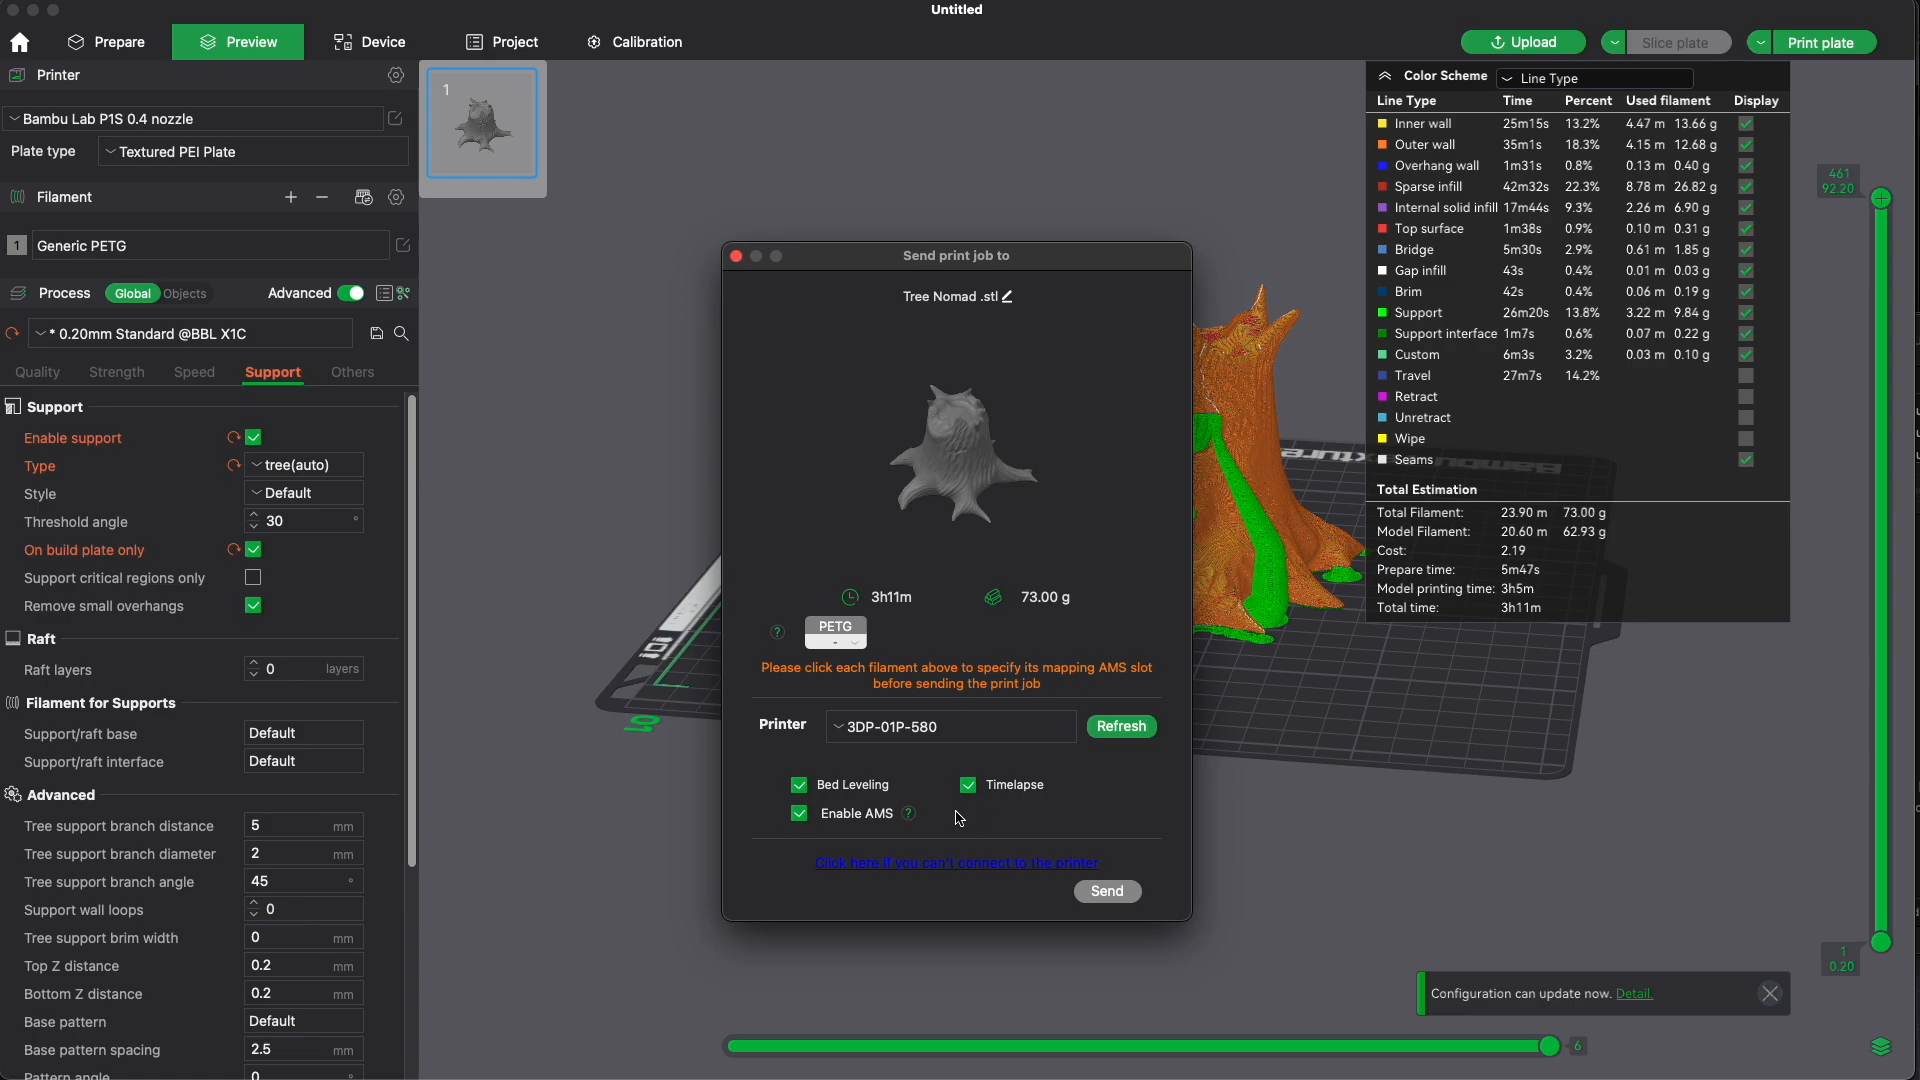 Untitled
Prepare
Preview
Device
Project
Calibration
Upload
Slice plate
Print plate
Printer
Bambu Lab P1S 0.4 nozzle
Plate type
Textured PEI Plate
Filament
1
Generic PETG
Process
Global
Objects
Advanced
* 0.20mm Standard @BBL X1C
Quality
Strength
Speed
Support
Others
Support
Enable support
Type
tree(auto)
Style
Default
Threshold angle
30 °
On build plate only
Support critical regions only
Remove small overhangs
Raft
Raft layers
0 layers
Filament for Supports
Support/raft base
Default
Support/raft interface
Default
Advanced
Tree support branch distance
5 mm
Tree support branch diameter
2 mm
Tree support branch angle
45 °
Support wall loops
0
Tree support brim width
0 mm
Top Z distance
0.2 mm
Bottom Z distance
0.2 mm
Base pattern
Default
Base pattern spacing
2.5 mm
Pattern angle
0 °
1
Send print job to
Tree Nomad .stl
3h11m
73.00 g
?
PETG
-
Please click each filament above to specify its mapping AMS slot
before sending the print job
Printer
3DP-01P-580
Refresh
Bed Leveling
Timelapse
Enable AMS ?
Click here if you can't connect to the printer
Send
Color Scheme
Line Type
Line Type Time Percent Used filament Display
Inner wall 25m15s 13.2% 4.47 m 13.66 g
Outer wall 35m1s 18.3% 4.15 m 12.68 g
Overhang wall 1m31s 0.8% 0.13 m 0.40 g
Sparse infill 42m32s 22.3% 8.78 m 26.82 g
Internal solid infill 17m44s 9.3% 2.26 m 6.90 g
Top surface 1m38s 0.9% 0.10 m 0.31 g
Bridge 5m30s 2.9% 0.61 m 1.85 g
Gap infill 43s 0.4% 0.01 m 0.03 g
Brim 42s 0.4% 0.06 m 0.19 g
Support 26m20s 13.8% 3.22 m 9.84 g
Support interface 1m7s 0.6% 0.07 m 0.22 g
Custom 6m3s 3.2% 0.03 m 0.10 g
Travel 27m7s 14.2%
Retract
Unretract
Wipe
Seams
Total Estimation
Total Filament: 23.90 m 73.00 g
Model Filament: 20.60 m 62.93 g
Cost: 2.19
Prepare time: 5m47s
Model printing time: 3h5m
Total time: 3h11m
461
92.20
1
0.20
Configuration can update now. Detail.
6